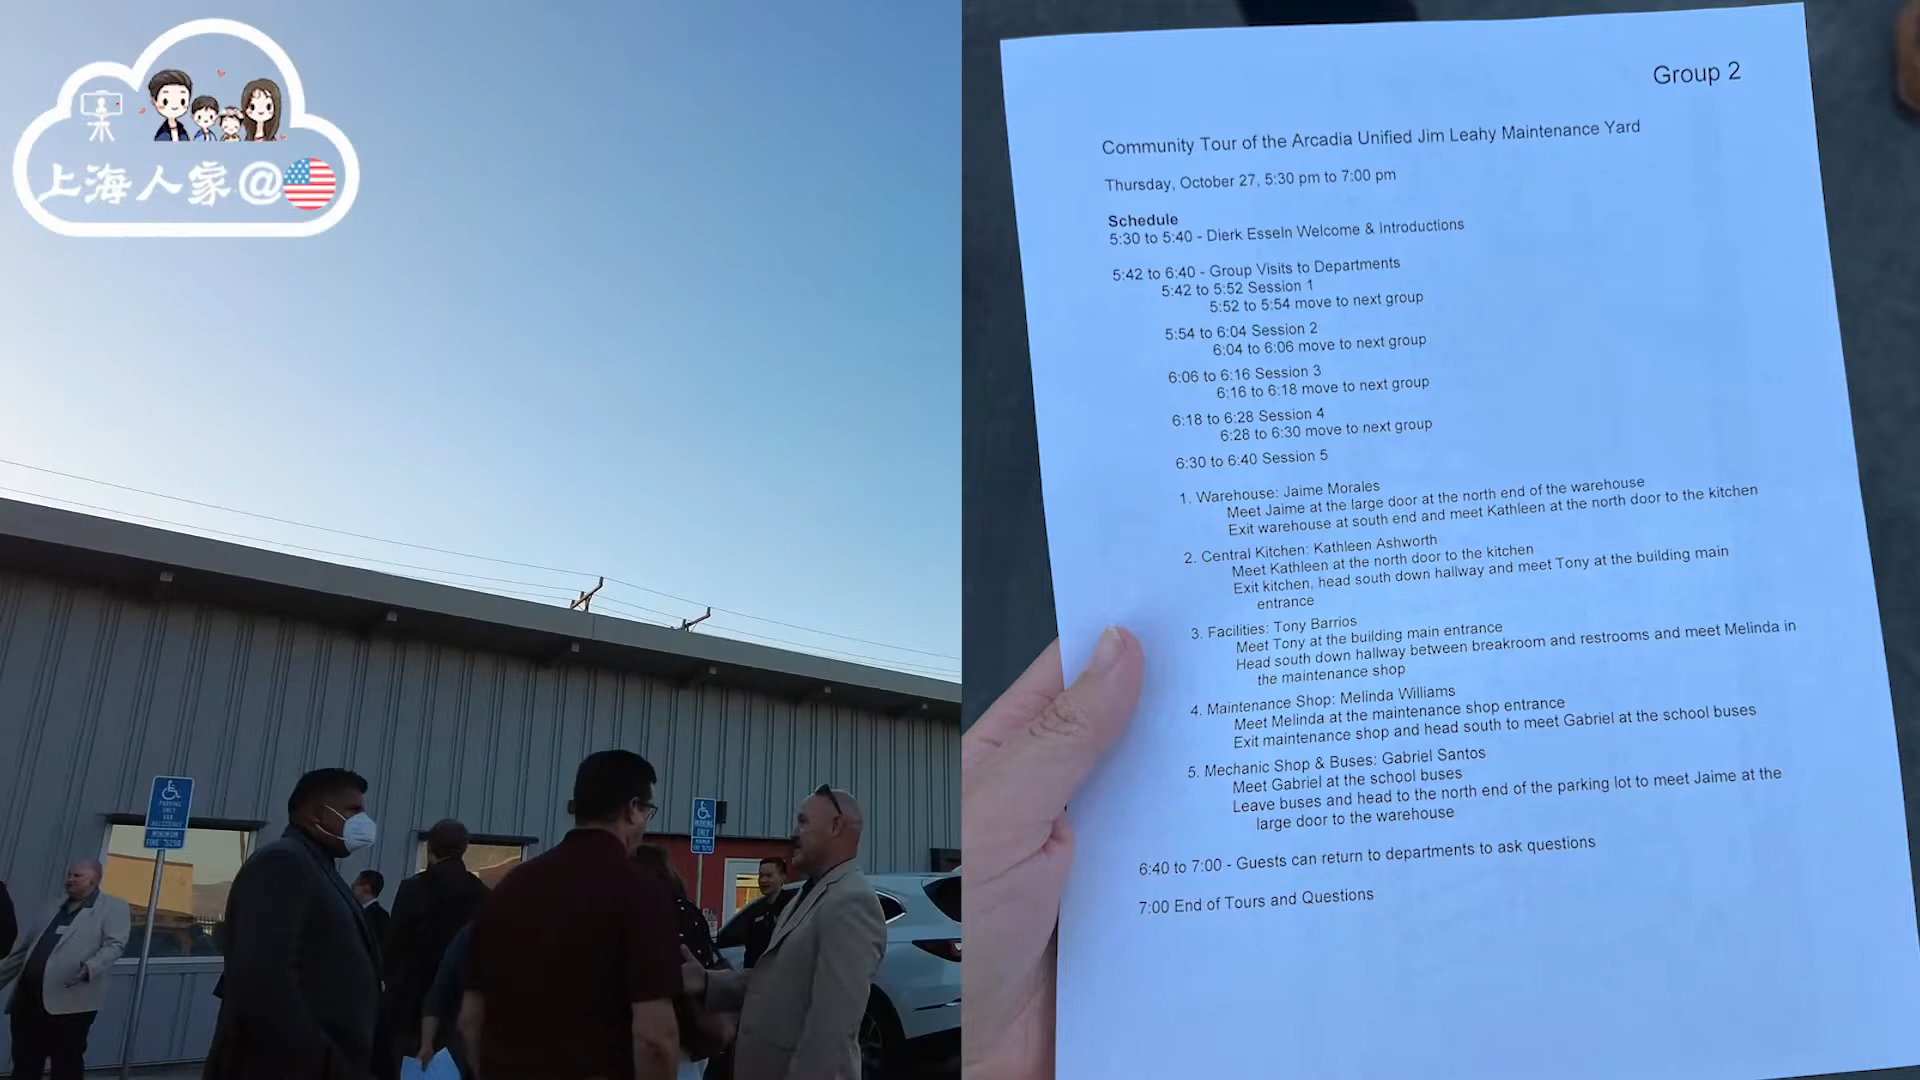 上海人家@
PARKING
ONLY
VAN
ACCESSIBLE
MINIMUM
FINE $250
PARKING
ONLY
MINIMUM
FINE $250
Group 2
Community Tour of the Arcadia Unified Jim Leahy Maintenance Yard
Thursday, October 27, 5:30 pm to 7:00 pm
Schedule
5:30 to 5:40 - Dierk Esseln Welcome & Introductions
5:42 to 6:40 - Group Visits to Departments
5:42 to 5:52 Session 1
5:52 to 5:54 move to next group
5:54 to 6:04 Session 2
6:04 to 6:06 move to next group
6:06 to 6:16 Session 3
6:16 to 6:18 move to next group
6:18 to 6:28 Session 4
6:28 to 6:30 move to next group
6:30 to 6:40 Session 5
1. Warehouse: Jaime Morales
Meet Jaime at the large door at the north end of the warehouse
Exit warehouse at south end and meet Kathleen at the north door to the kitchen
2. Central Kitchen: Kathleen Ashworth
Meet Kathleen at the north door to the kitchen
Exit kitchen, head south down hallway and meet Tony at the building main
entrance
3. Facilities: Tony Barrios
Meet Tony at the building main entrance
Head south down hallway between breakroom and restrooms and meet Melinda in
the maintenance shop
4. Maintenance Shop: Melinda Williams
Meet Melinda at the maintenance shop entrance
Exit maintenance shop and head south to meet Gabriel at the school buses
5. Mechanic Shop & Buses: Gabriel Santos
Meet Gabriel at the school buses
Leave buses and head to the north end of the parking lot to meet Jaime at the
large door to the warehouse
6:40 to 7:00 - Guests can return to departments to ask questions
7:00 End of Tours and Questions